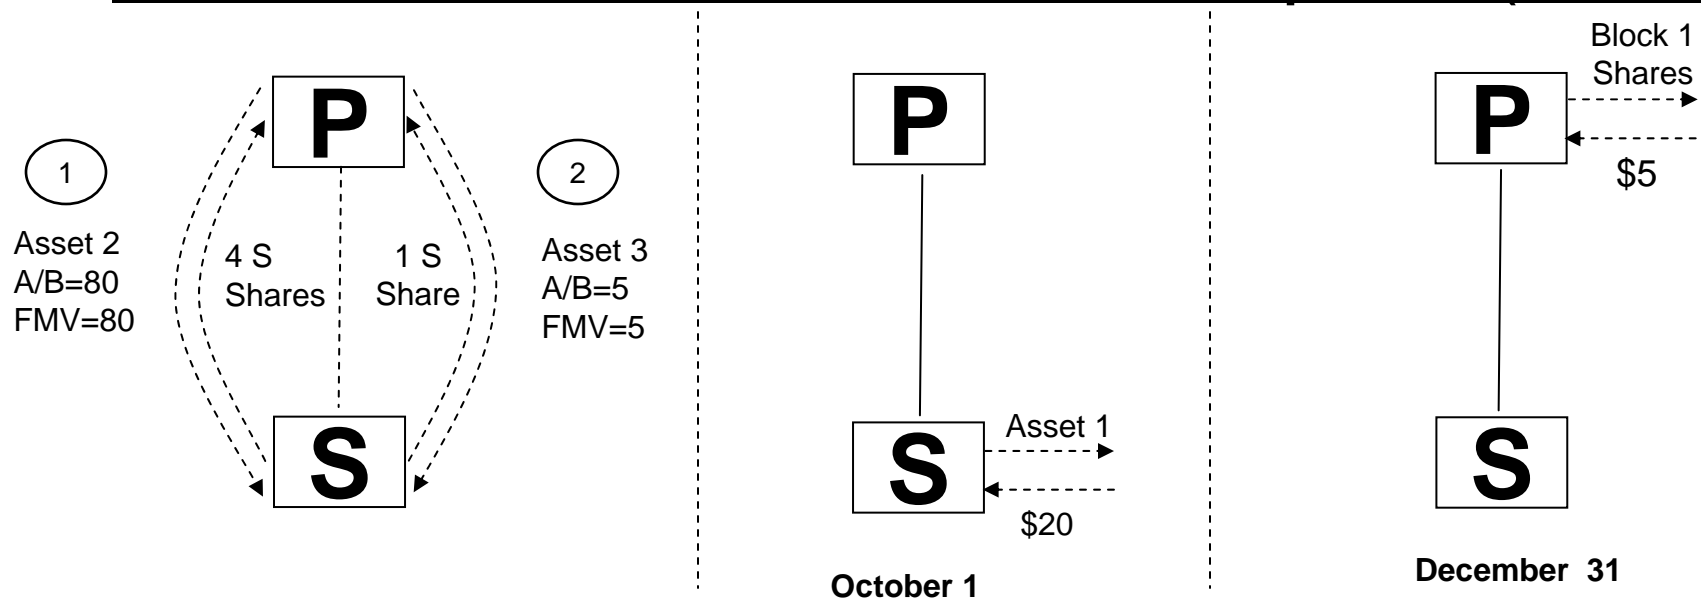 1
Asset 2
A/B=80
FMV=80
P
4 S
Shares
1 S
Share
S
2
Asset 3
A/B=5
FMV=5
P
S
Asset 1
$20
October 1
Block 1
Shares
P
$5
S
December 31